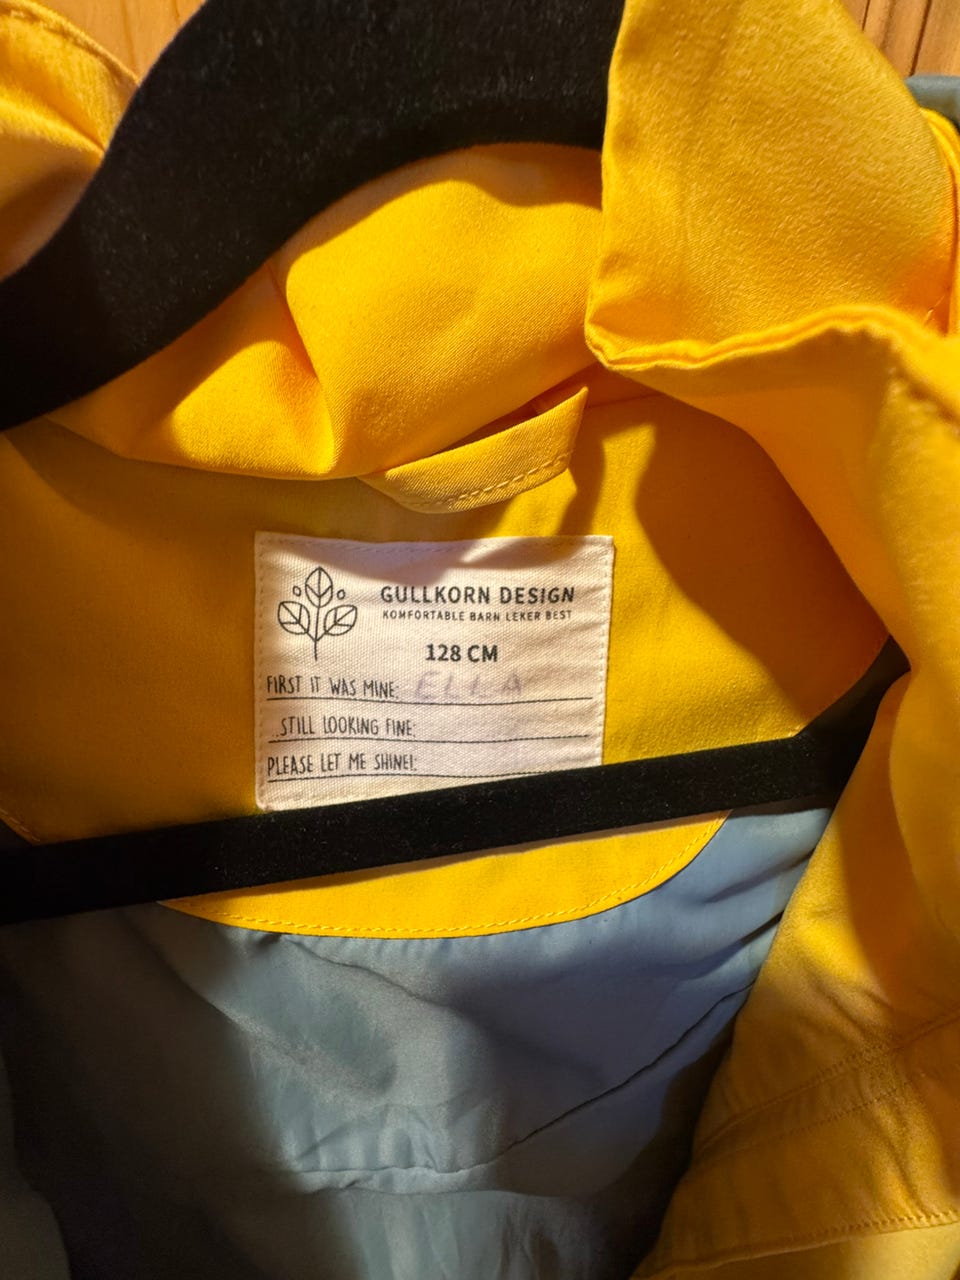 GULLKORN DESIGN
KOMFORTABLE BARN LEKER BEST
128 CM
FIRST IT WAS MINE: ELLA
..STILL LOOKING FINE:
PLEASE LET ME SHINE!: